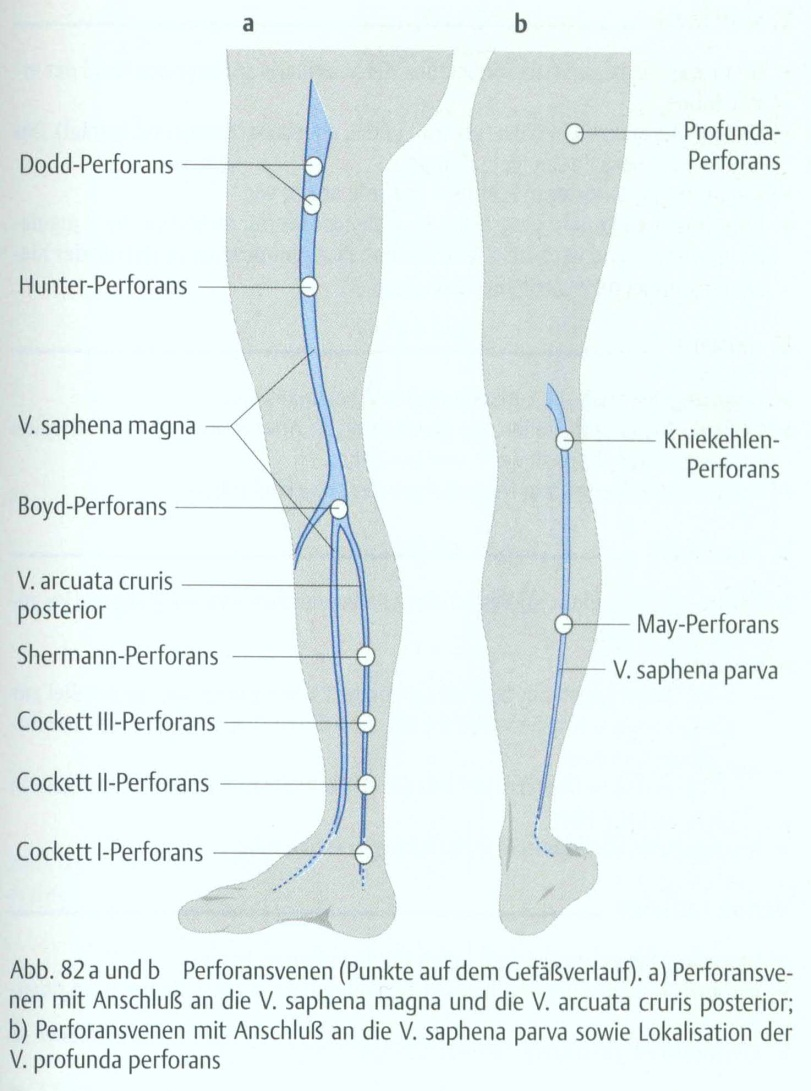 a
b
Dodd-Perforans
Hunter-Perforans
V. saphena magna
Boyd-Perforans
V. arcuata cruris
posterior
Shermann-Perforans
Cockett III-Perforans
Cockett II-Perforans
Cockett I-Perforans
Profunda-
Perforans
Kniekehlen-
Perforans
May-Perforans
V. saphena parva
Abb. 82 a und b Perforansvenen (Punkte auf dem Gefäßverlauf). a) Perforansve-
nen mit Anschluß an die V. saphena magna und die V. arcuata cruris posterior;
b) Perforansvenen mit Anschluß an die V. saphena parva sowie Lokalisation der
V. profunda perforans